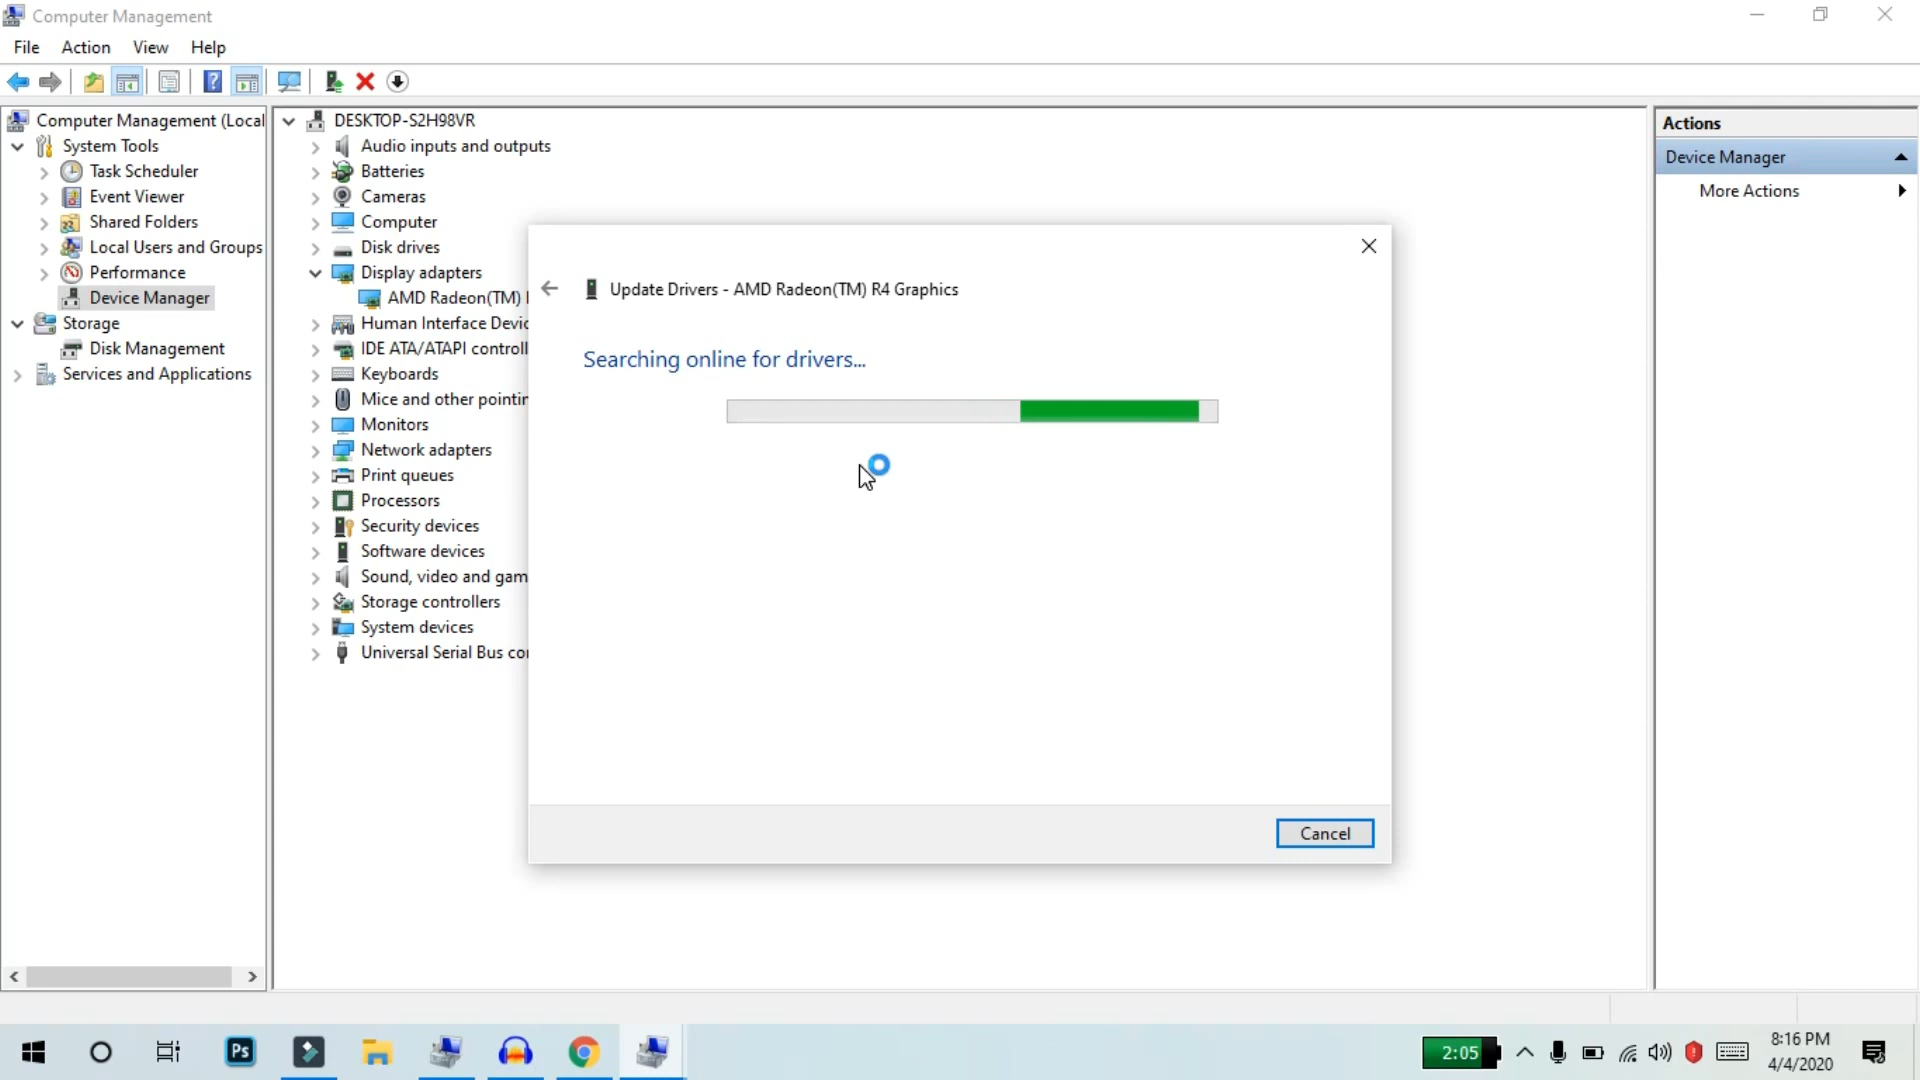 Computer Management
File Action View Help
Computer Management (Local
System Tools
Task Scheduler
Event Viewer
Shared Folders
Local Users and Groups
Performance
Device Manager
Storage
Disk Management
Services and Applications
DESKTOP-S2H98VR
Audio inputs and outputs
Batteries
Cameras
Computer
Disk drives
Display adapters
AMD Radeon(TM)
Human Interface Devic
IDE ATA/ATAPI controll
Keyboards
Mice and other pointin
Monitors
Network adapters
Print queues
Processors
Security devices
Software devices
Sound, video and gam
Storage controllers
System devices
Universal Serial Bus co
Update Drivers - AMD Radeon(TM) R4 Graphics
Searching online for drivers...
Cancel
Actions
Device Manager
More Actions
Ps
2:05
8:16 PM
4/4/2020